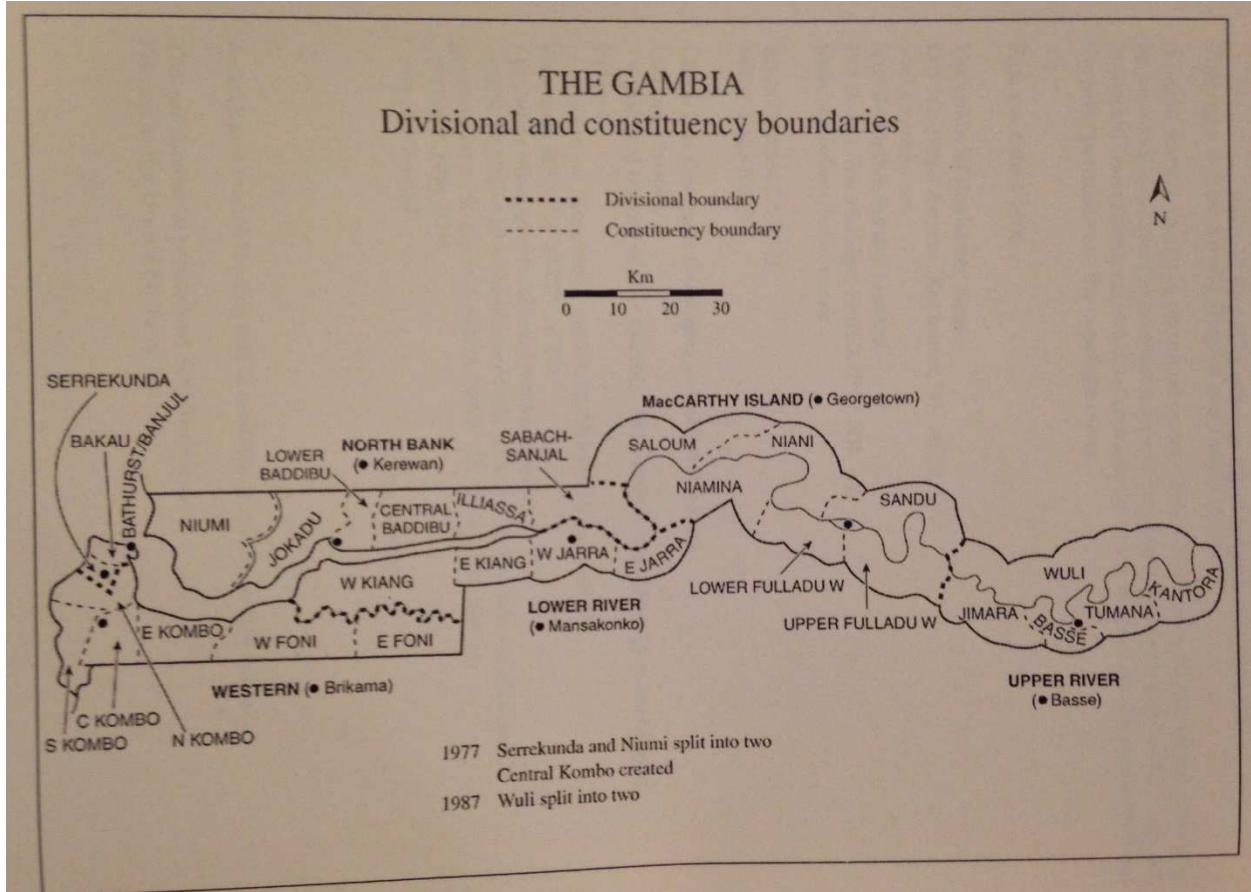 THE GAMBIA
Divisional and constituency boundaries
Divisional boundary
Constituency boundary
N
Km
0 10 20 30
SERREKUNDA
BAKAU
BATHURST/BANJUL
LOWER
BADDIBU
NORTH BANK
(● Kerewan)
SABACH-
SANJAL
MacCARTHY ISLAND (● Georgetown)
SALOUM
NIANI
NIUMI
JOKADU
CENTRAL
BADDIBU
ILLIASSA
NIAMINA
SANDU
W KIANG
E KIANG
W JARRA
E JARRA
LOWER FULLADU W
UPPER FULLADU W
WULI
JIMARA
BASSÉ
TUMANA
KANTORA
E KOMBO
W FONI
E FONI
LOWER RIVER
(● Mansakonko)
WESTERN (● Brikama)
UPPER RIVER
(● Basse)
C KOMBO
S KOMBO
N KOMBO
1977 Serrekunda and Niumi split into two
Central Kombo created
1987 Wuli split into two